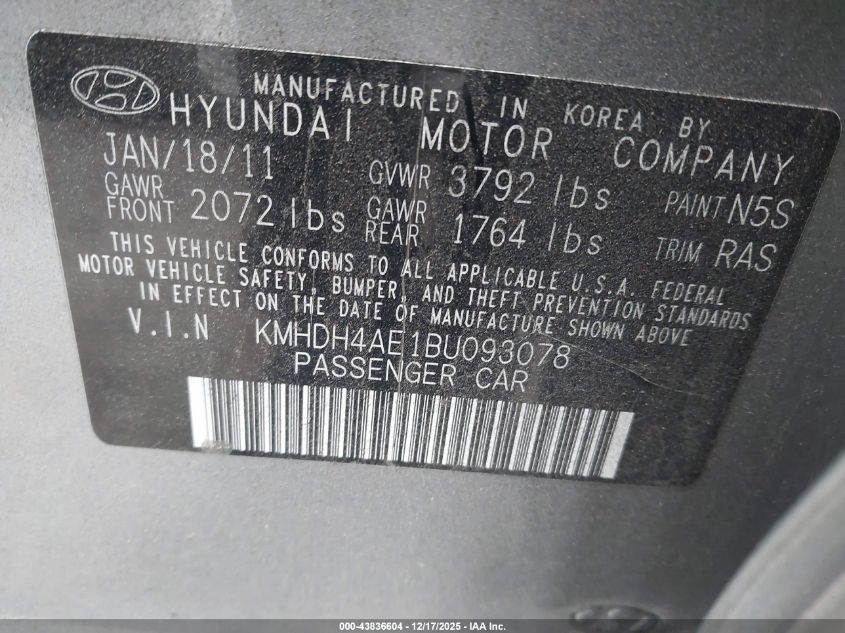 MANUFACTURED IN KOREA BY
HYUNDAI MOTOR COMPANY
JAN/18/11 GVWR 3792 lbs PAINT N5S
GAWR FRONT 2072 lbs GAWR REAR 1764 lbs TRIM RAS
THIS VEHICLE CONFORMS TO ALL APPLICABLE U.S.A. FEDERAL
MOTOR VEHICLE SAFETY, BUMPER, AND THEFT PREVENTION STANDARDS
IN EFFECT ON THE DATE OF MANUFACTURE SHOWN ABOVE
V.I.N KMHDH4AE1BU093078
PASSENGER CAR
000-43836604 | 12/17/2025 - IAA Inc.